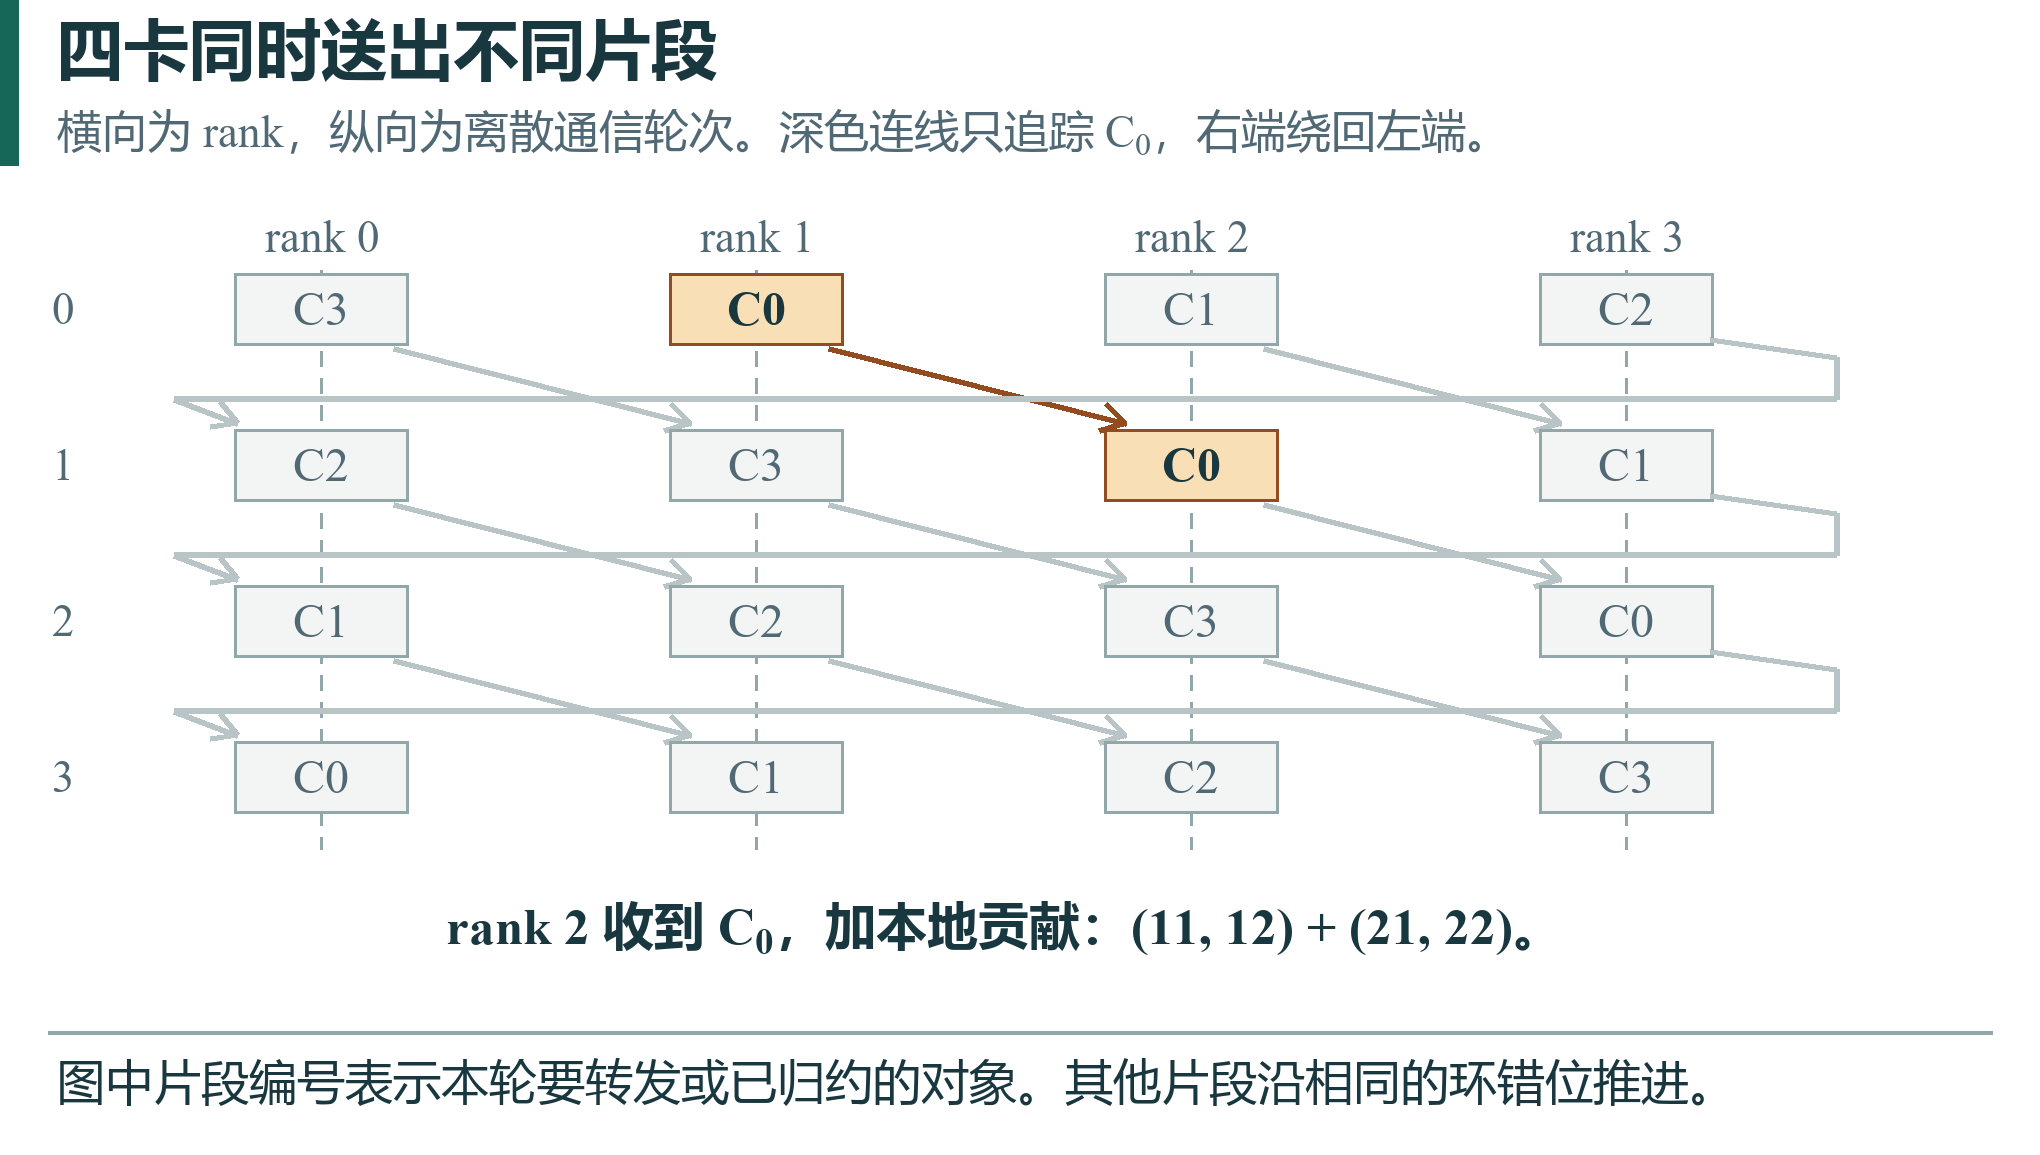 四卡同时送出不同片段
横向为 rank，纵向为离散通信轮次。深色连线只追踪 C₀，右端绕回左端。
rank 0 rank 1 rank 2 rank 3
0 C3 C0 C1 C2
1 C2 C3 C0 C1
2 C1 C2 C3 C0
3 C0 C1 C2 C3
rank 2 收到 C₀，加本地贡献：(11, 12) + (21, 22)。
图中片段编号表示本轮要转发或已归约的对象。其他片段沿相同的环错位推进。